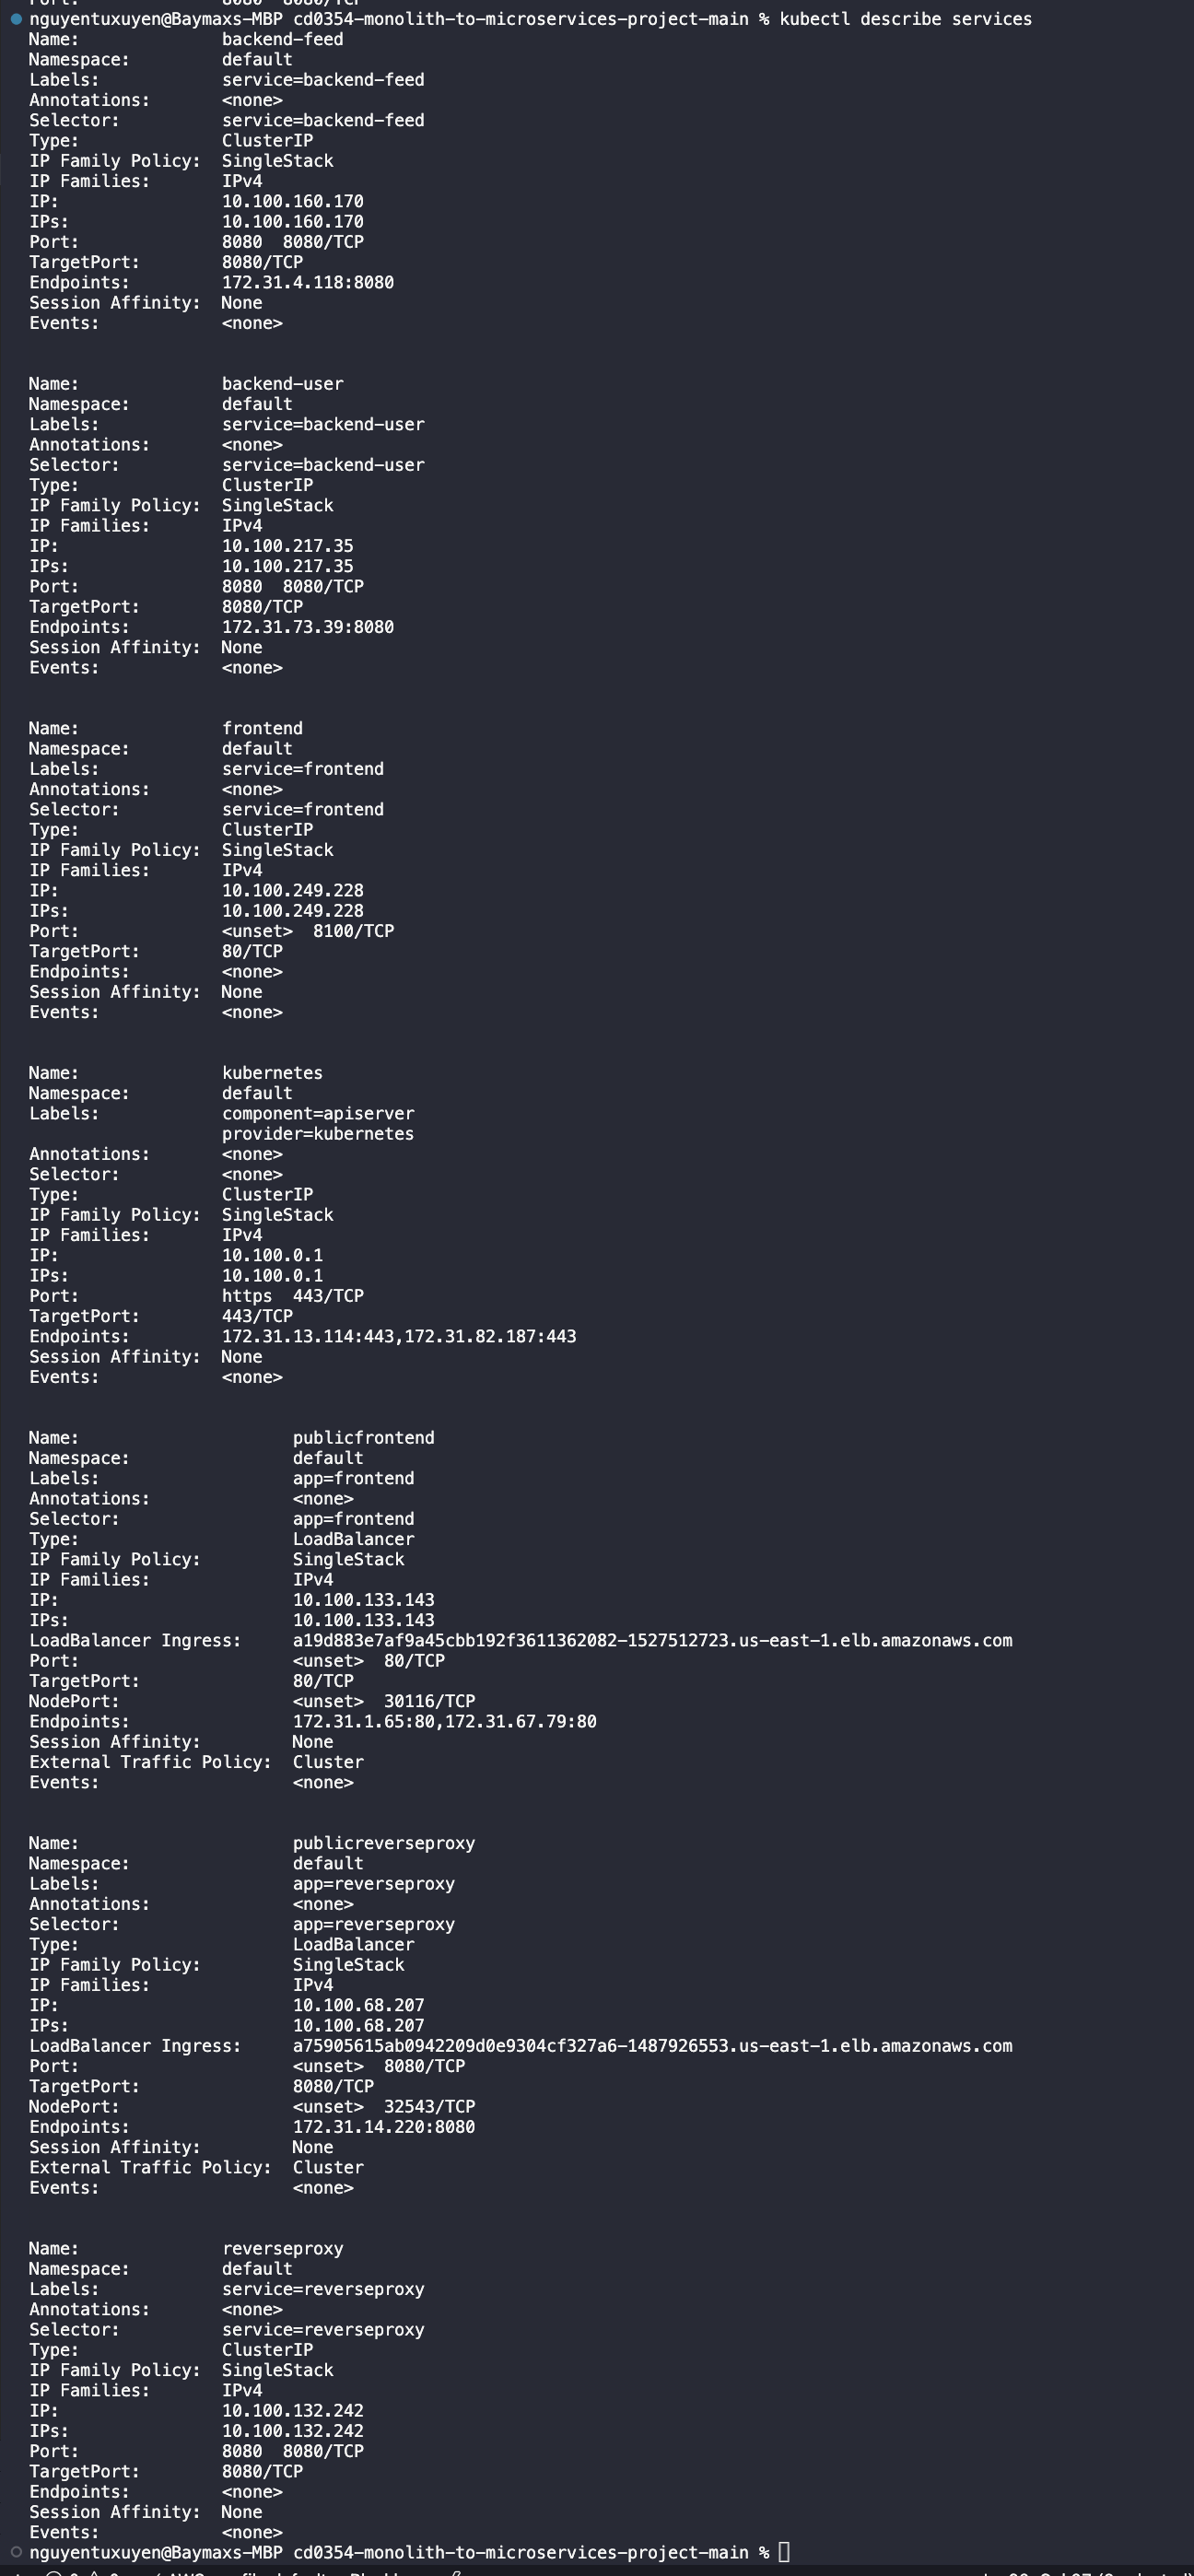 nguyentuxuyen@Baymaxs-MBP cd0354-monolith-to-microservices-project-main % kubectl describe services
Name: backend-feed
Namespace: default
Labels: service=backend-feed
Annotations: <none>
Selector: service=backend-feed
Type: ClusterIP
IP Family Policy: SingleStack
IP Families: IPv4
IP: 10.100.160.170
IPs: 10.100.160.170
Port: 8080 8080/TCP
TargetPort: 8080/TCP
Endpoints: 172.31.4.118:8080
Session Affinity: None
Events: <none>
Name: backend-user
Namespace: default
Labels: service=backend-user
Annotations: <none>
Selector: service=backend-user
Type: ClusterIP
IP Family Policy: SingleStack
IP Families: IPv4
IP: 10.100.217.35
IPs: 10.100.217.35
Port: 8080 8080/TCP
TargetPort: 8080/TCP
Endpoints: 172.31.73.39:8080
Session Affinity: None
Events: <none>
Name: frontend
Namespace: default
Labels: service=frontend
Annotations: <none>
Selector: service=frontend
Type: ClusterIP
IP Family Policy: SingleStack
IP Families: IPv4
IP: 10.100.249.228
IPs: 10.100.249.228
Port: <unset> 8100/TCP
TargetPort: 80/TCP
Endpoints: <none>
Session Affinity: None
Events: <none>
Name: kubernetes
Namespace: default
Labels: component=apiserver
provider=kubernetes
Annotations: <none>
Selector: <none>
Type: ClusterIP
IP Family Policy: SingleStack
IP Families: IPv4
IP: 10.100.0.1
IPs: 10.100.0.1
Port: https 443/TCP
TargetPort: 443/TCP
Endpoints: 172.31.13.114:443,172.31.82.187:443
Session Affinity: None
Events: <none>
Name: publicfrontend
Namespace: default
Labels: app=frontend
Annotations: <none>
Selector: app=frontend
Type: LoadBalancer
IP Family Policy: SingleStack
IP Families: IPv4
IP: 10.100.133.143
IPs: 10.100.133.143
LoadBalancer Ingress: a19d883e7af9a45cbb192f3611362082-1527512723.us-east-1.elb.amazonaws.com
Port: <unset> 80/TCP
TargetPort: 80/TCP
NodePort: <unset> 30116/TCP
Endpoints: 172.31.1.65:80,172.31.67.79:80
Session Affinity: None
External Traffic Policy: Cluster
Events: <none>
Name: publicreverseproxy
Namespace: default
Labels: app=reverseproxy
Annotations: <none>
Selector: app=reverseproxy
Type: LoadBalancer
IP Family Policy: SingleStack
IP Families: IPv4
IP: 10.100.68.207
IPs: 10.100.68.207
LoadBalancer Ingress: a75905615ab0942209d0e9304cf327a6-1487926553.us-east-1.elb.amazonaws.com
Port: <unset> 8080/TCP
TargetPort: 8080/TCP
NodePort: <unset> 32543/TCP
Endpoints: 172.31.14.220:8080
Session Affinity: None
External Traffic Policy: Cluster
Events: <none>
Name: reverseproxy
Namespace: default
Labels: service=reverseproxy
Annotations: <none>
Selector: service=reverseproxy
Type: ClusterIP
IP Family Policy: SingleStack
IP Families: IPv4
IP: 10.100.132.242
IPs: 10.100.132.242
Port: 8080 8080/TCP
TargetPort: 8080/TCP
Endpoints: <none>
Session Affinity: None
Events: <none>
nguyentuxuyen@Baymaxs-MBP cd0354-monolith-to-microservices-project-main %